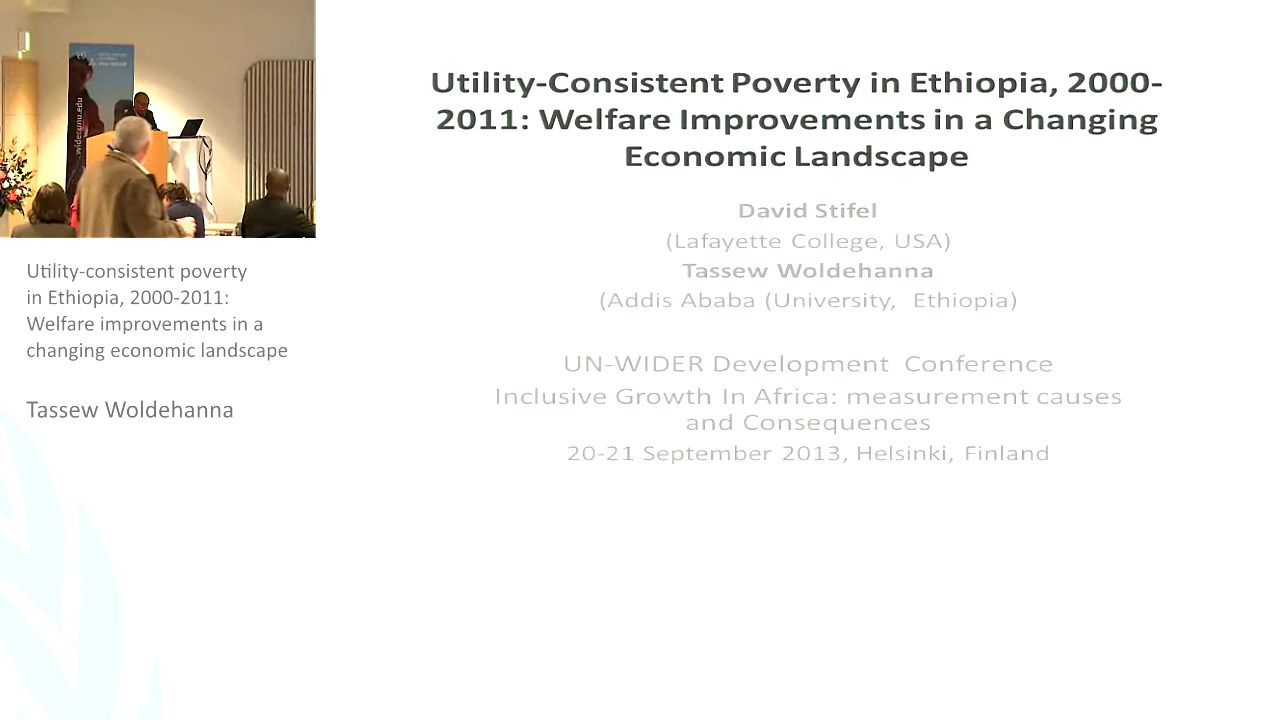 wider.unu.edu
Utility-consistent poverty
in Ethiopia, 2000-2011:
Welfare improvements in a
changing economic landscape
Tassew Woldehanna
Utility-Consistent Poverty in Ethiopia, 2000-
2011: Welfare Improvements in a Changing
Economic Landscape
David Stifel
(Lafayette College, USA)
Tassew Woldehanna
(Addis Ababa (University, Ethiopia)
UN-WIDER Development Conference
Inclusive Growth In Africa: measurement causes
and Consequences
20-21 September 2013, Helsinki, Finland